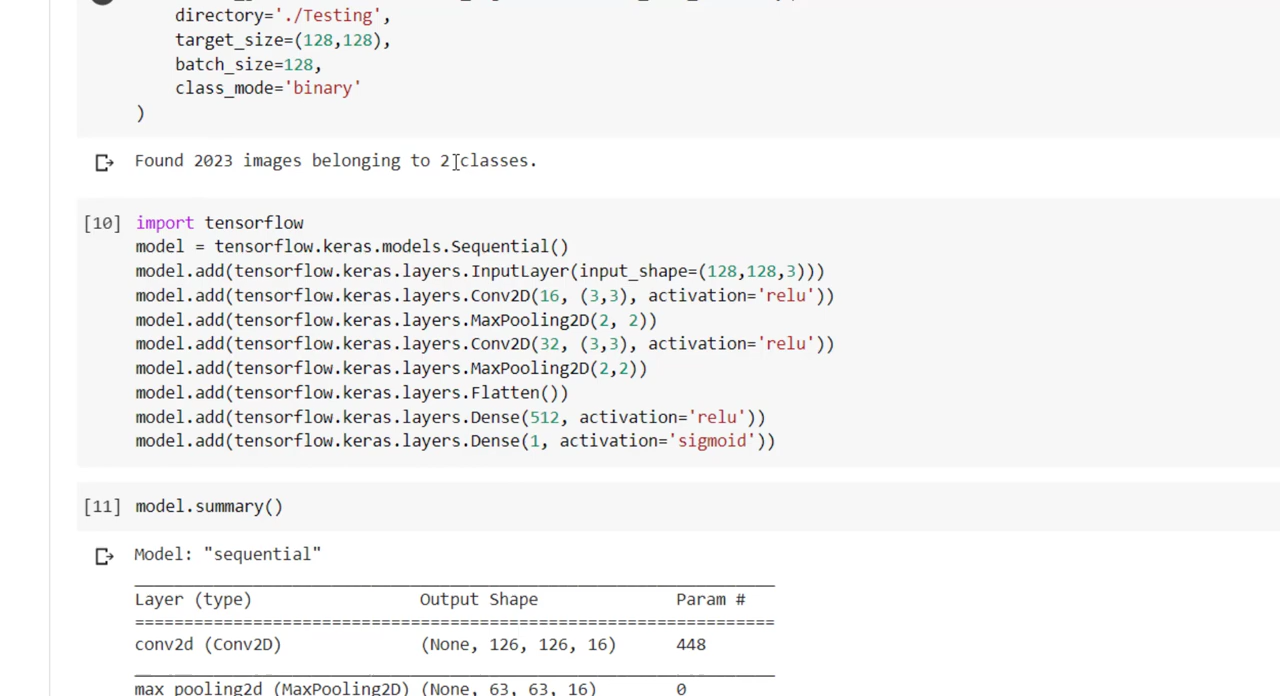 directory='./Testing',
target_size=(128,128),
batch_size=128,
class_mode='binary'
)
Found 2023 images belonging to 2 classes.
[10] import tensorflow
model = tensorflow.keras.models.Sequential()
model.add(tensorflow.keras.layers.InputLayer(input_shape=(128,128,3)))
model.add(tensorflow.keras.layers.Conv2D(16, (3,3), activation='relu'))
model.add(tensorflow.keras.layers.MaxPooling2D(2, 2))
model.add(tensorflow.keras.layers.Conv2D(32, (3,3), activation='relu'))
model.add(tensorflow.keras.layers.MaxPooling2D(2,2))
model.add(tensorflow.keras.layers.Flatten())
model.add(tensorflow.keras.layers.Dense(512, activation='relu'))
model.add(tensorflow.keras.layers.Dense(1, activation='sigmoid'))
[11] model.summary()
Model: "sequential"
Layer (type) Output Shape Param #
=================================================================
conv2d (Conv2D) (None, 126, 126, 16) 448
max_pooling2d (MaxPooling2D) (None, 63, 63, 16) 0